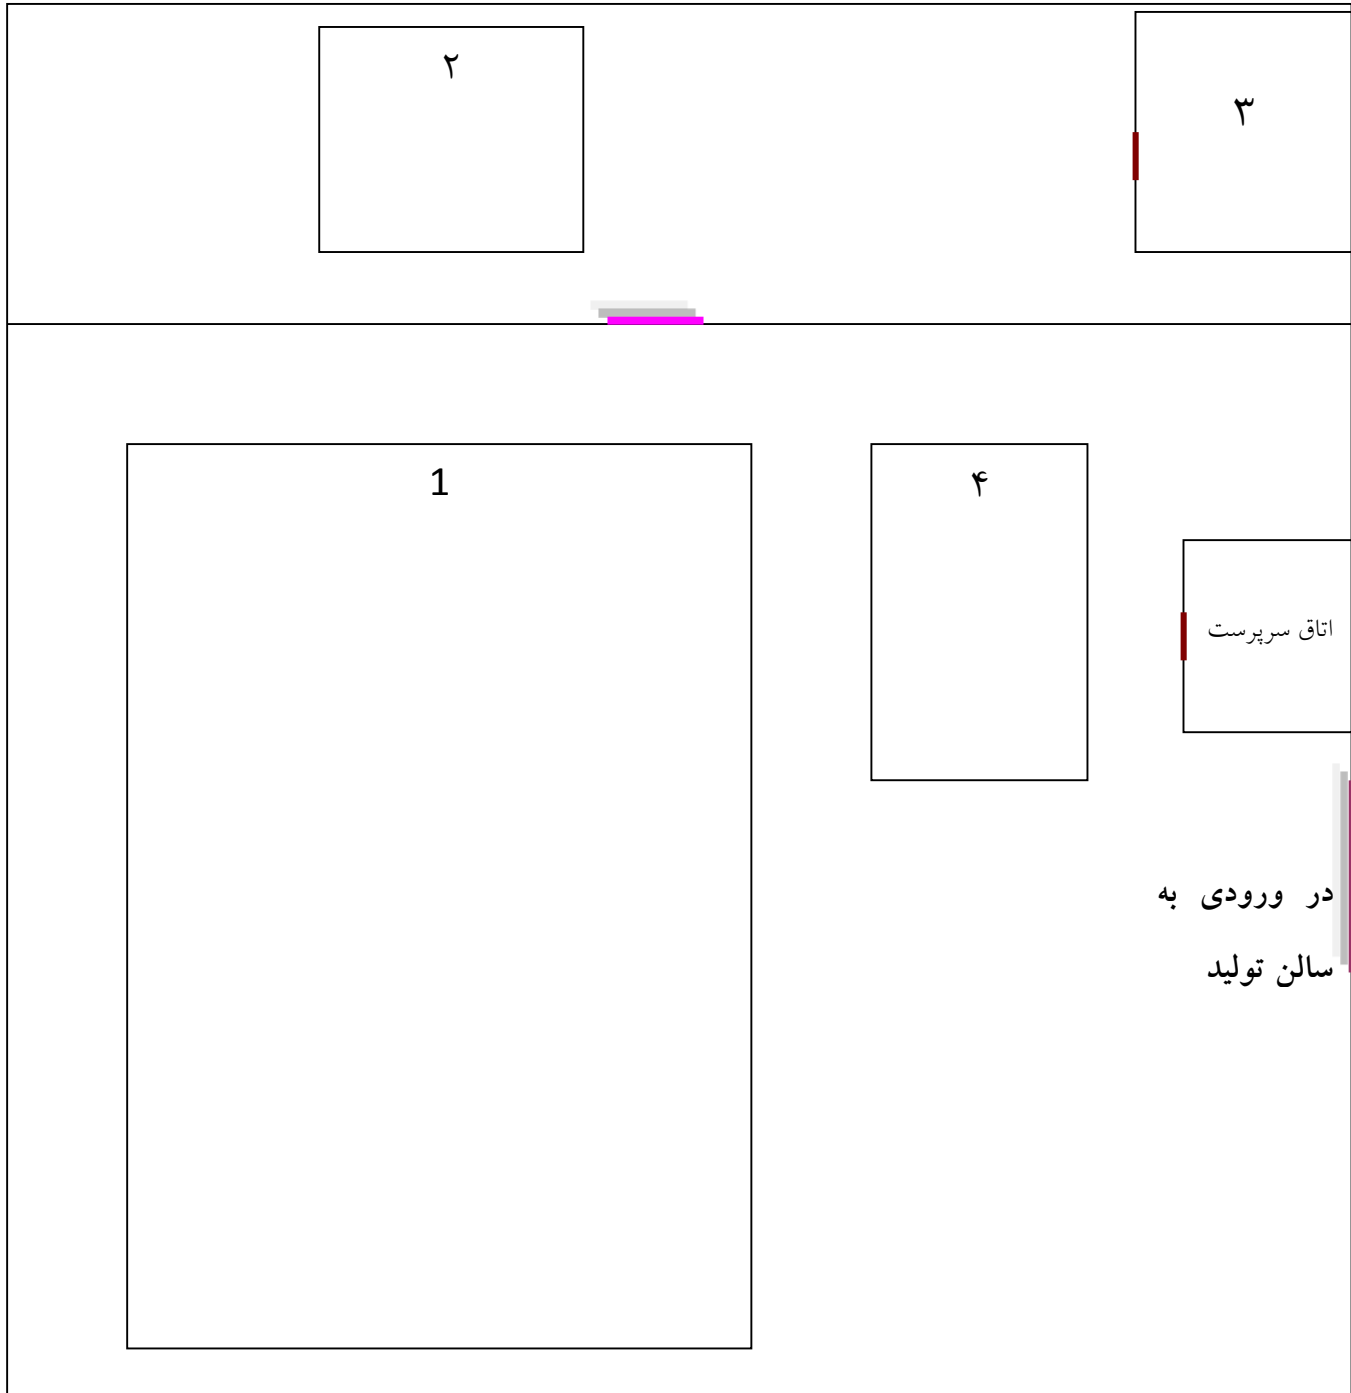 ۲
۳
1
۴
اتاق سرپرست
در ورودی به
سالن تولید